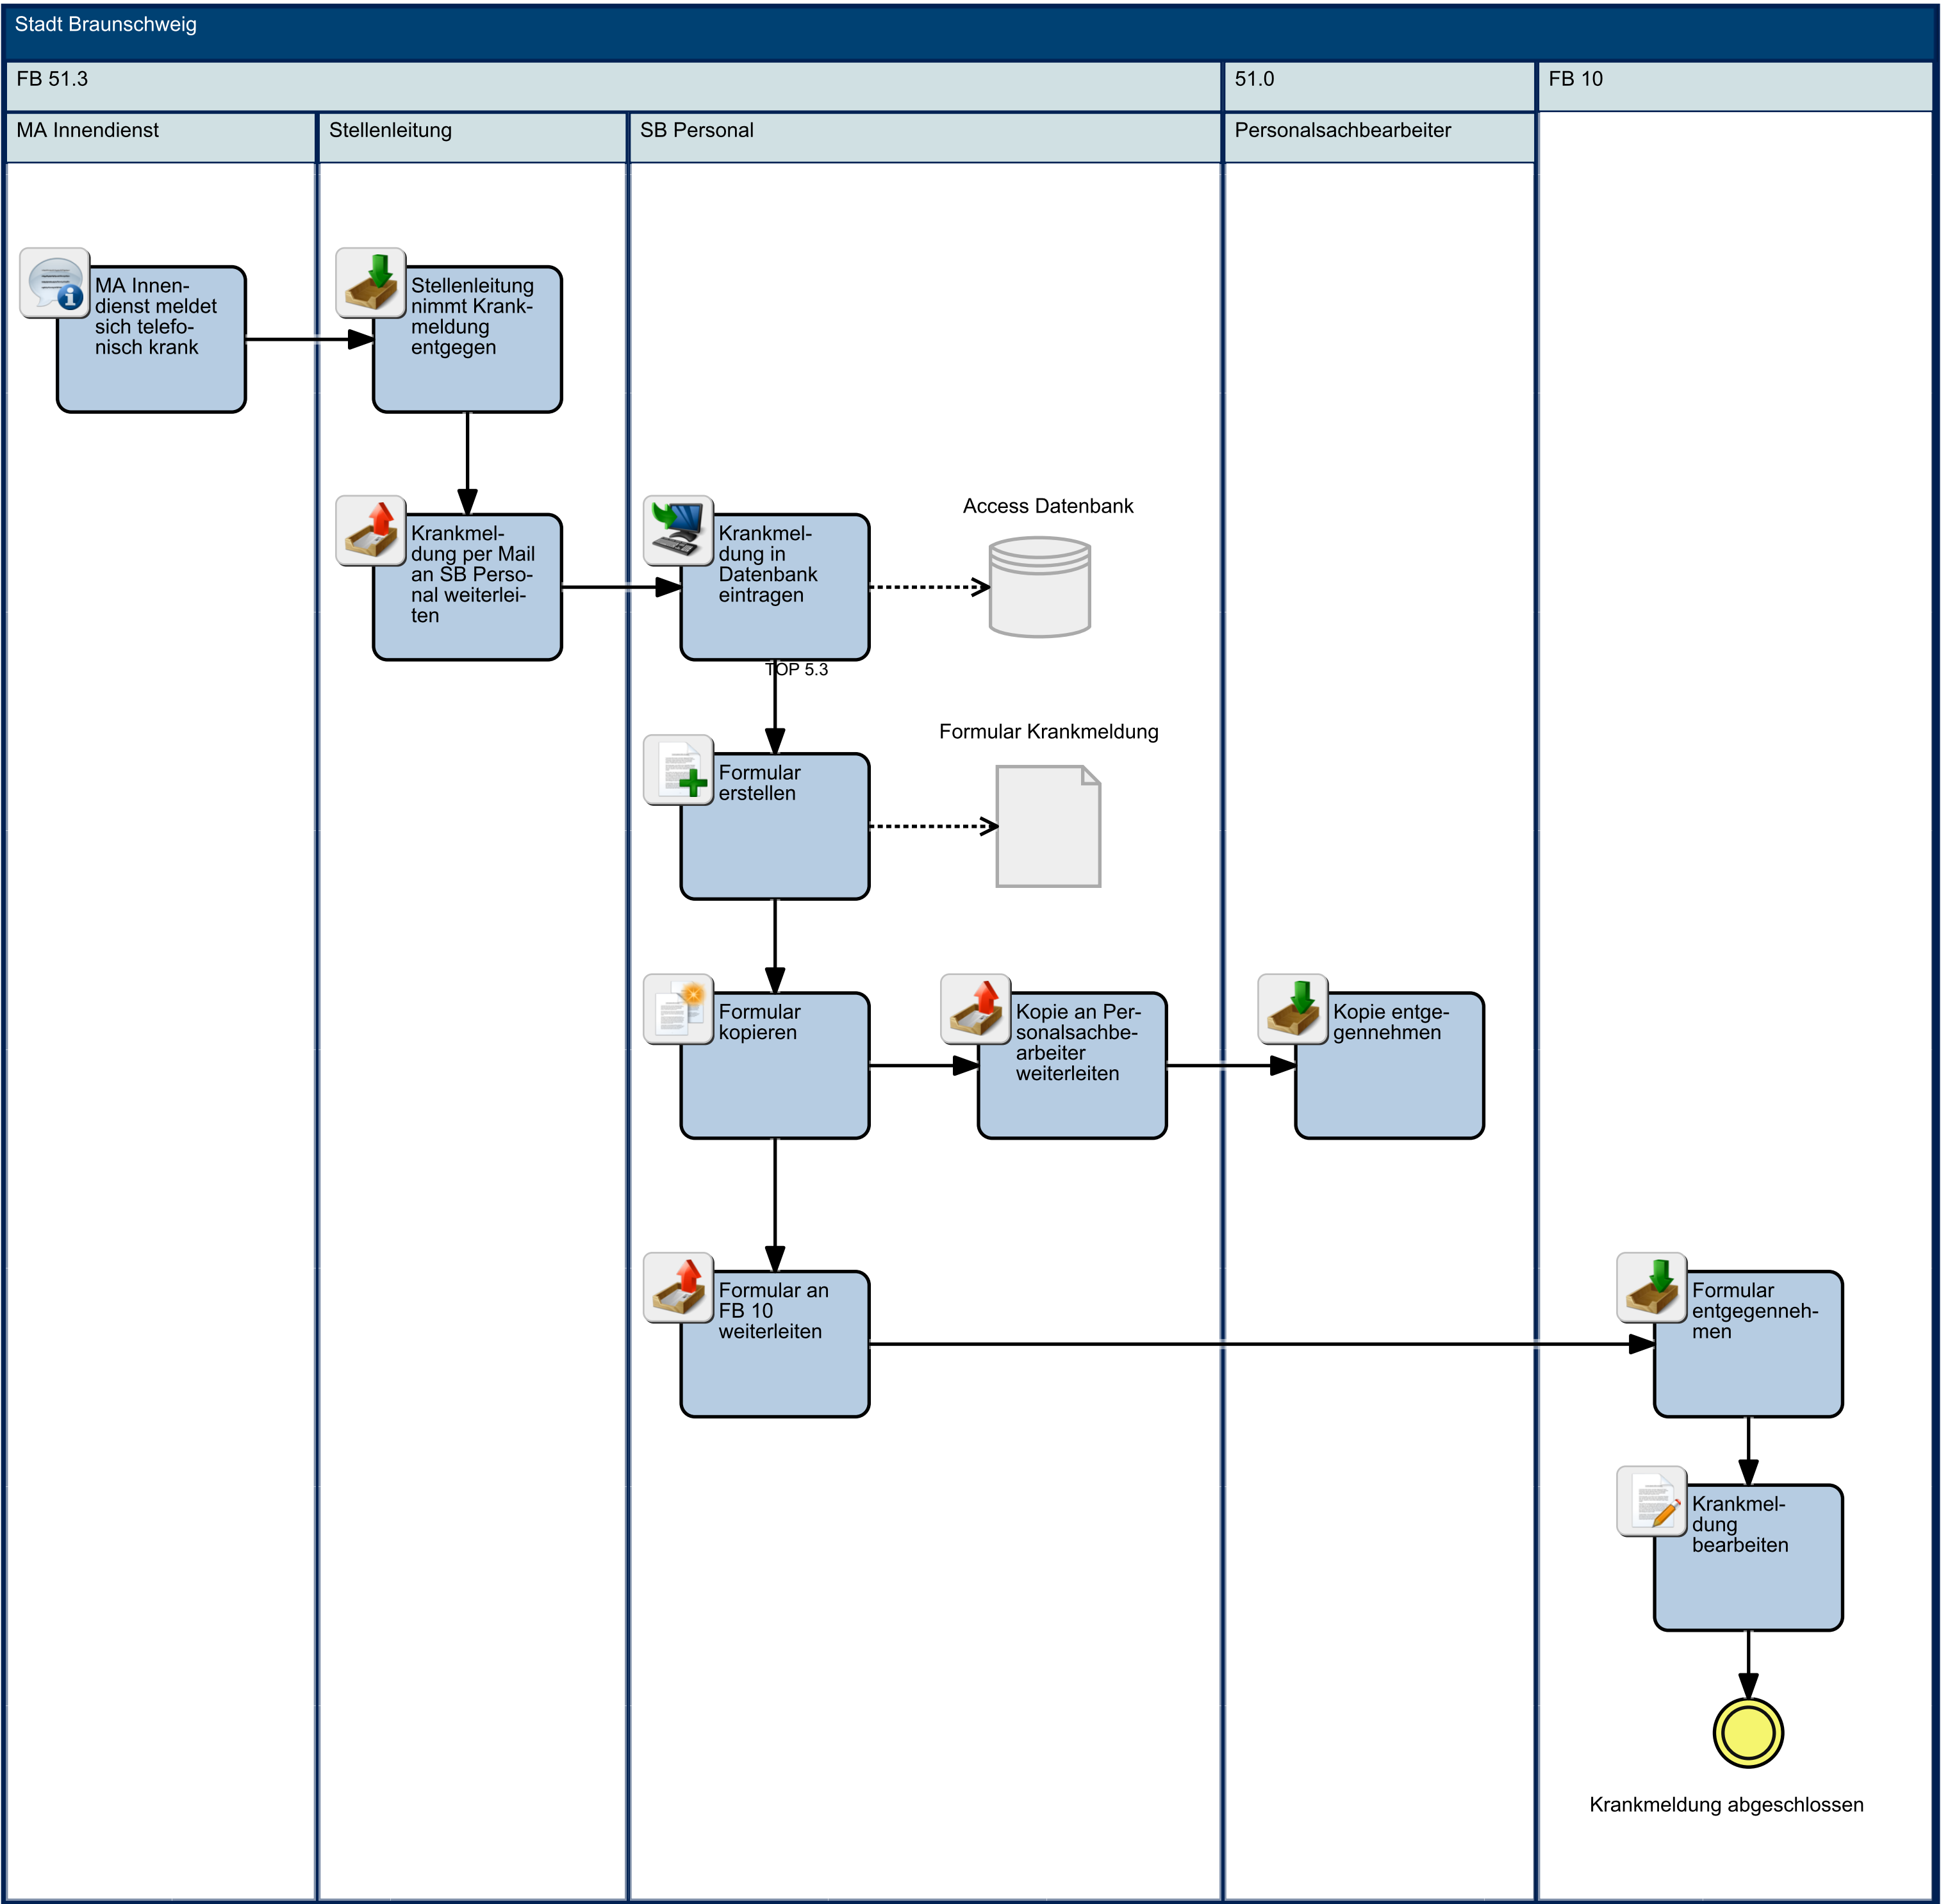 Stadt Braunschweig
FB 51.3
51.0
FB 10
MA Innendienst
Stellenleitung
SB Personal
Personalsachbearbeiter
MA Innen-
dienst meldet
sich telefo-
nisch krank
Stellenleitung
nimmt Krank-
meldung
entgegen
Krankmel-
dung per Mail
an SB Perso-
nal weiterlei-
ten
Krankmel-
dung in
Datenbank
eintragen
Access Datenbank
TOP 5.3
Formular
erstellen
Formular Krankmeldung
Formular
kopieren
Kopie an Per-
sonalsachbe-
arbeiter
weiterleiten
Kopie entge-
gennehmen
Formular an
FB 10
weiterleiten
Formular
entgegenneh-
men
Krankmel-
dung
bearbeiten
Krankmeldung abgeschlossen